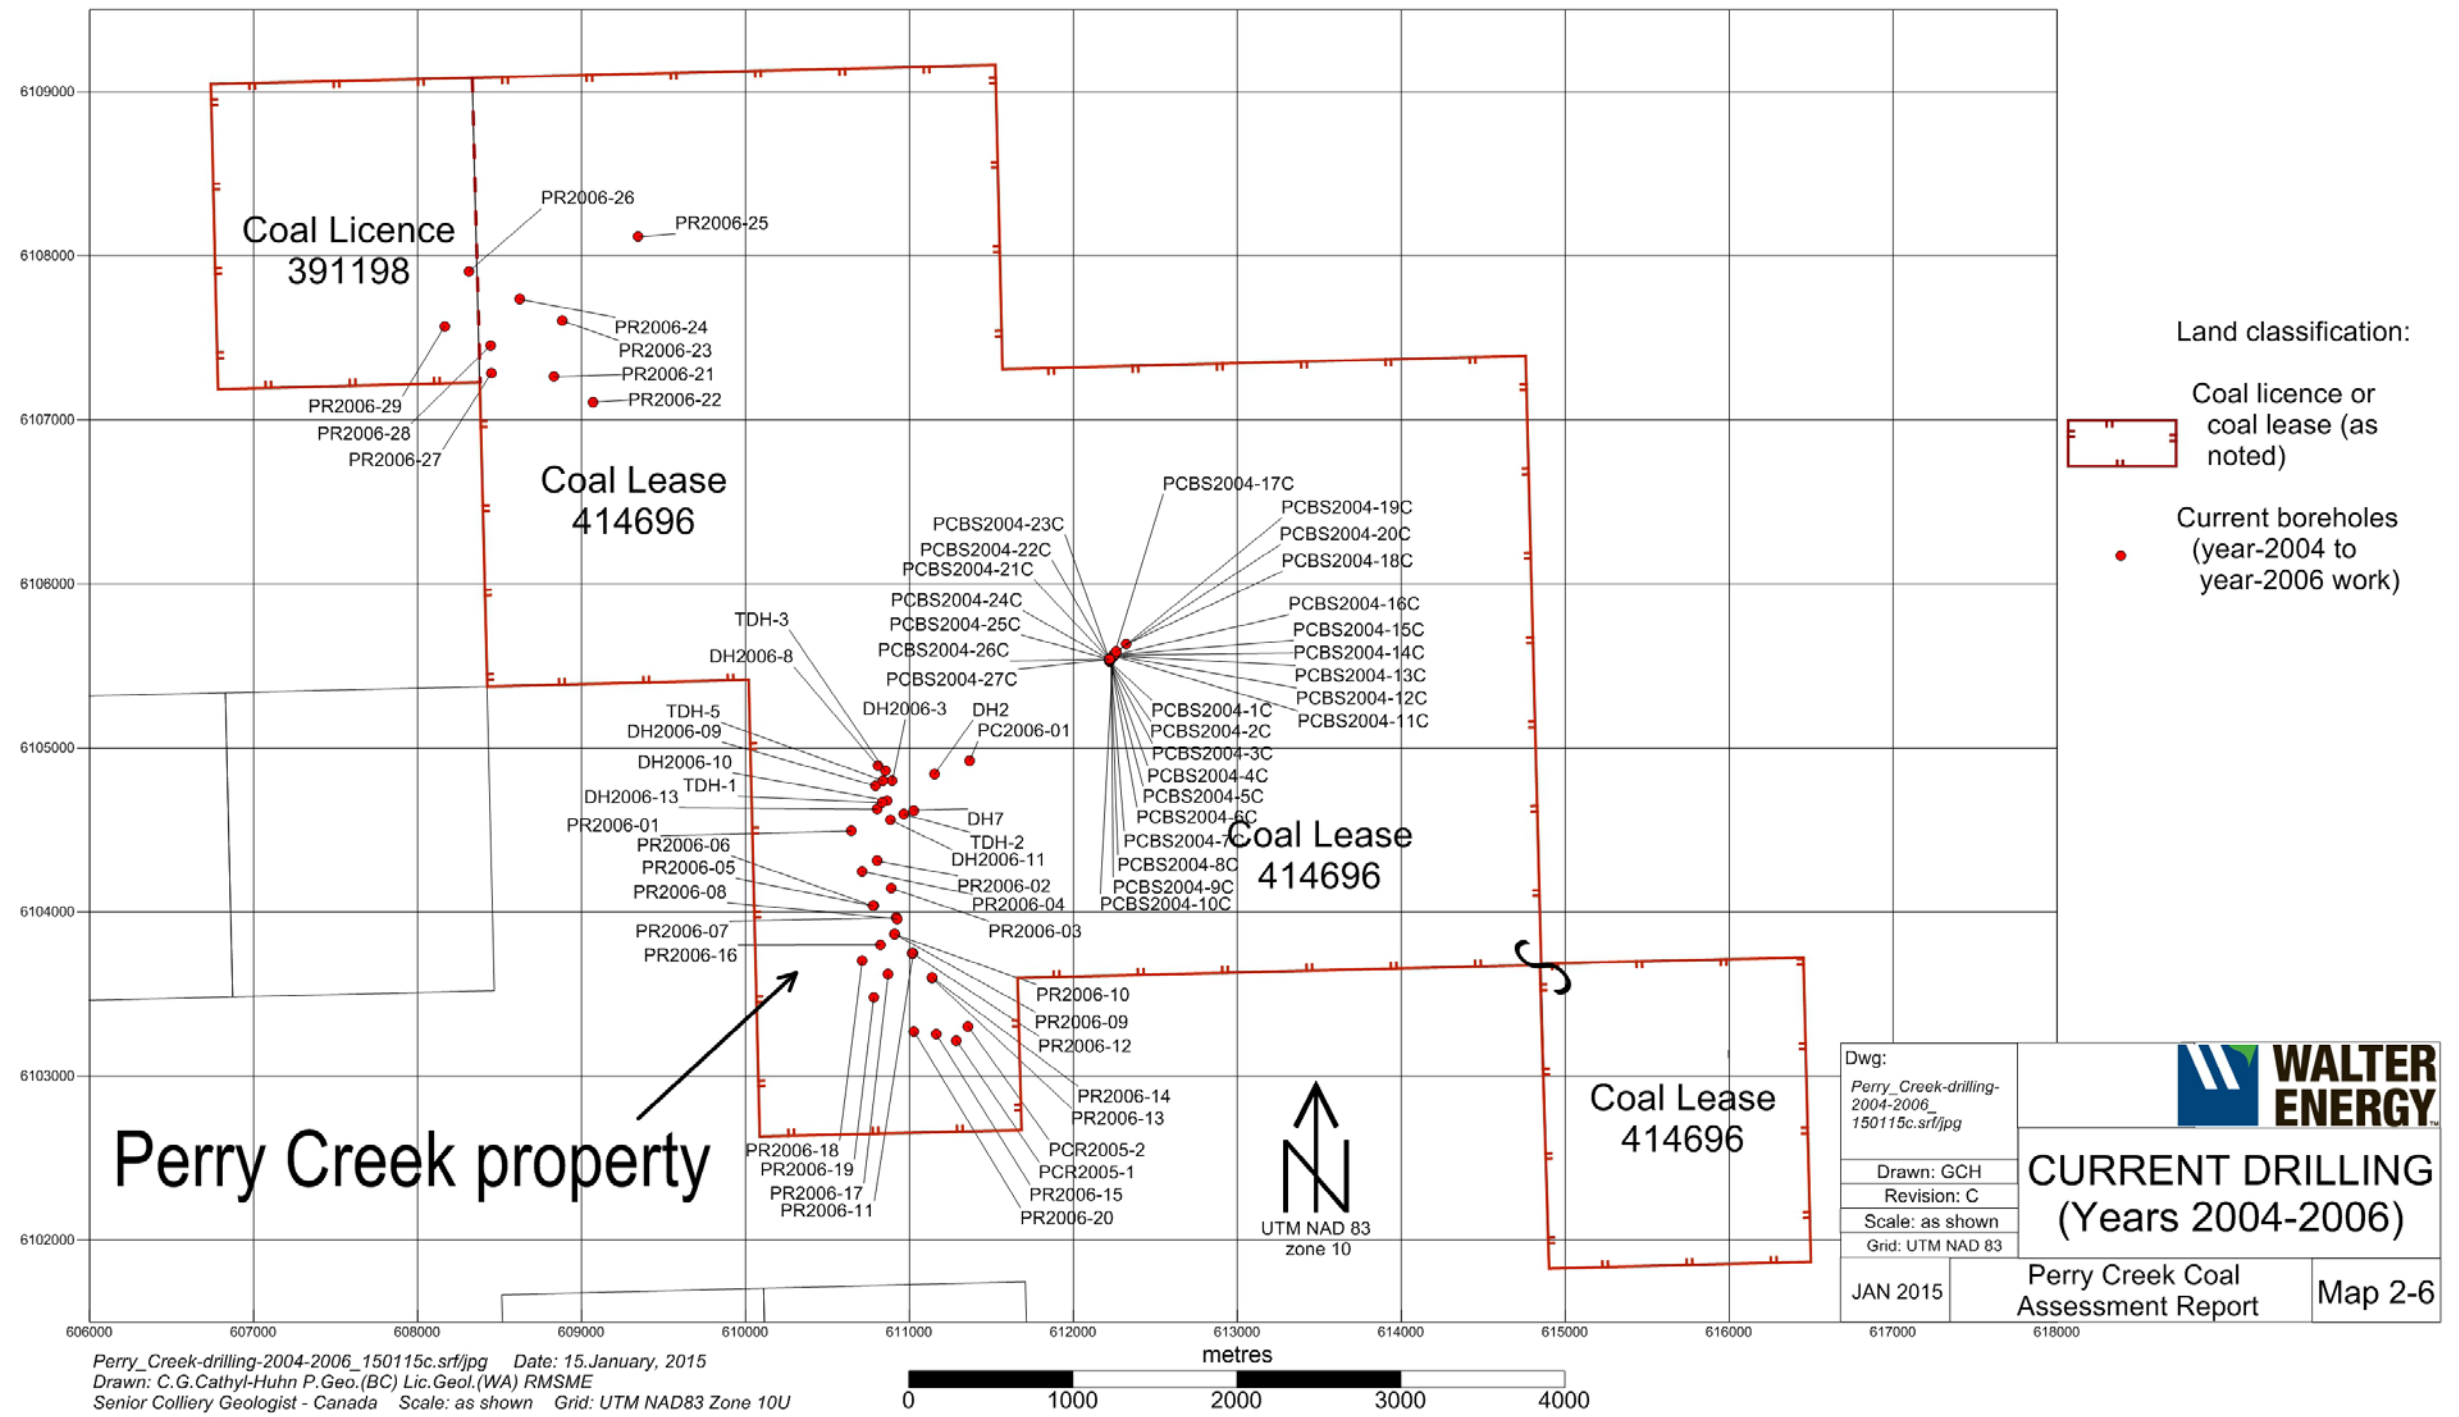 6109000
6108000
6107000
6106000
6105000
6104000
6103000
6102000
606000
607000
608000
609000
610000
611000
612000
613000
614000
615000
616000
617000
618000
metres
0
1000
2000
3000
4000
Coal Licence
391198
PR2006-26
PR2006-25
PR2006-24
PR2006-23
PR2006-21
PR2006-22
PR2006-29
PR2006-28
PR2006-27
Coal Lease
414696
PCBS2004-17C
PCBS2004-23C
PCBS2004-22C
PCBS2004-21C
PCBS2004-24C
PCBS2004-25C
PCBS2004-26C
PCBS2004-27C
PCBS2004-19C
PCBS2004-20C
PCBS2004-18C
PCBS2004-16C
PCBS2004-15C
PCBS2004-14C
PCBS2004-13C
PCBS2004-12C
PCBS2004-11C
PCBS2004-1C
PCBS2004-2C
PCBS2004-3C
PCBS2004-4C
PCBS2004-5C
PCBS2004-6C
PCBS2004-7C
PCBS2004-8C
PCBS2004-9C
PCBS2004-10C
Coal Lease
414696
TDH-3
DH2006-8
DH2006-3
DH2
PC2006-01
TDH-5
DH2006-09
DH2006-10
TDH-1
DH2006-13
PR2006-01
PR2006-06
PR2006-05
PR2006-08
PR2006-07
PR2006-16
DH7
TDH-2
DH2006-11
PR2006-02
PR2006-04
PR2006-03
PR2006-10
PR2006-09
PR2006-12
PR2006-14
PR2006-13
PCR2005-2
PCR2005-1
PR2006-15
PR2006-20
PR2006-18
PR2006-19
PR2006-17
PR2006-11
Perry Creek property
N
UTM NAD 83
zone 10
Coal Lease
414696
Land classification:
Coal licence or
coal lease (as
noted)
Current boreholes
(year-2004 to
year-2006 work)
Dwg:
Perry_Creek-drilling-
2004-2006_
150115c.srf/jpg
Drawn: GCH
Revision: C
Scale: as shown
Grid: UTM NAD 83
JAN 2015
WALTER
ENERGY™
CURRENT DRILLING
(Years 2004-2006)
Perry Creek Coal
Assessment Report
Map 2-6
Perry_Creek-drilling-2004-2006_150115c.srf/jpg Date: 15.January, 2015
Drawn: C.G.Cathyl-Huhn P.Geo.(BC) Lic.Geol.(WA) RMSME
Senior Colliery Geologist - Canada Scale: as shown Grid: UTM NAD83 Zone 10U